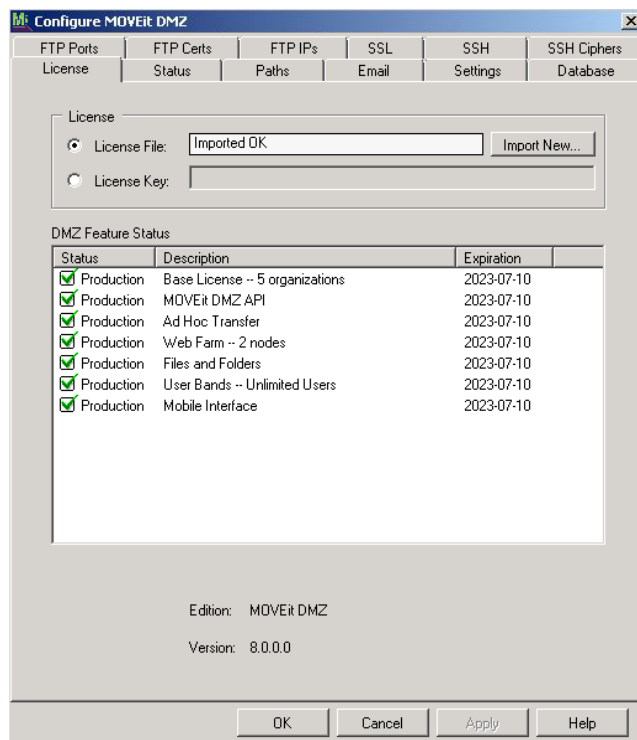 Configure MOVEit DMZ
FTP Ports FTP Certs FTP IPs SSL SSH SSH Ciphers
License Status Paths Email Settings Database
License
License File: Imported OK Import New...
License Key:
DMZ Feature Status
Status Description Expiration
Production Base License -- 5 organizations 2023-07-10
Production MOVEit DMZ API 2023-07-10
Production Ad Hoc Transfer 2023-07-10
Production Web Farm -- 2 nodes 2023-07-10
Production Files and Folders 2023-07-10
Production User Bands -- Unlimited Users 2023-07-10
Production Mobile Interface 2023-07-10
Edition: MOVEit DMZ
Version: 8.0.0.0
OK Cancel Apply Help